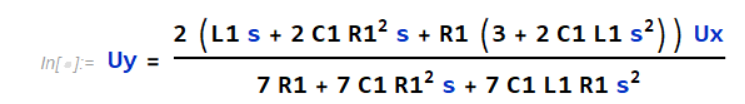 In[ ]:= Uy = 2 (L1 s + 2 C1 R1² s + R1 (3 + 2 C1 L1 s²)) Ux
7 R1 + 7 C1 R1² s + 7 C1 L1 R1 s²